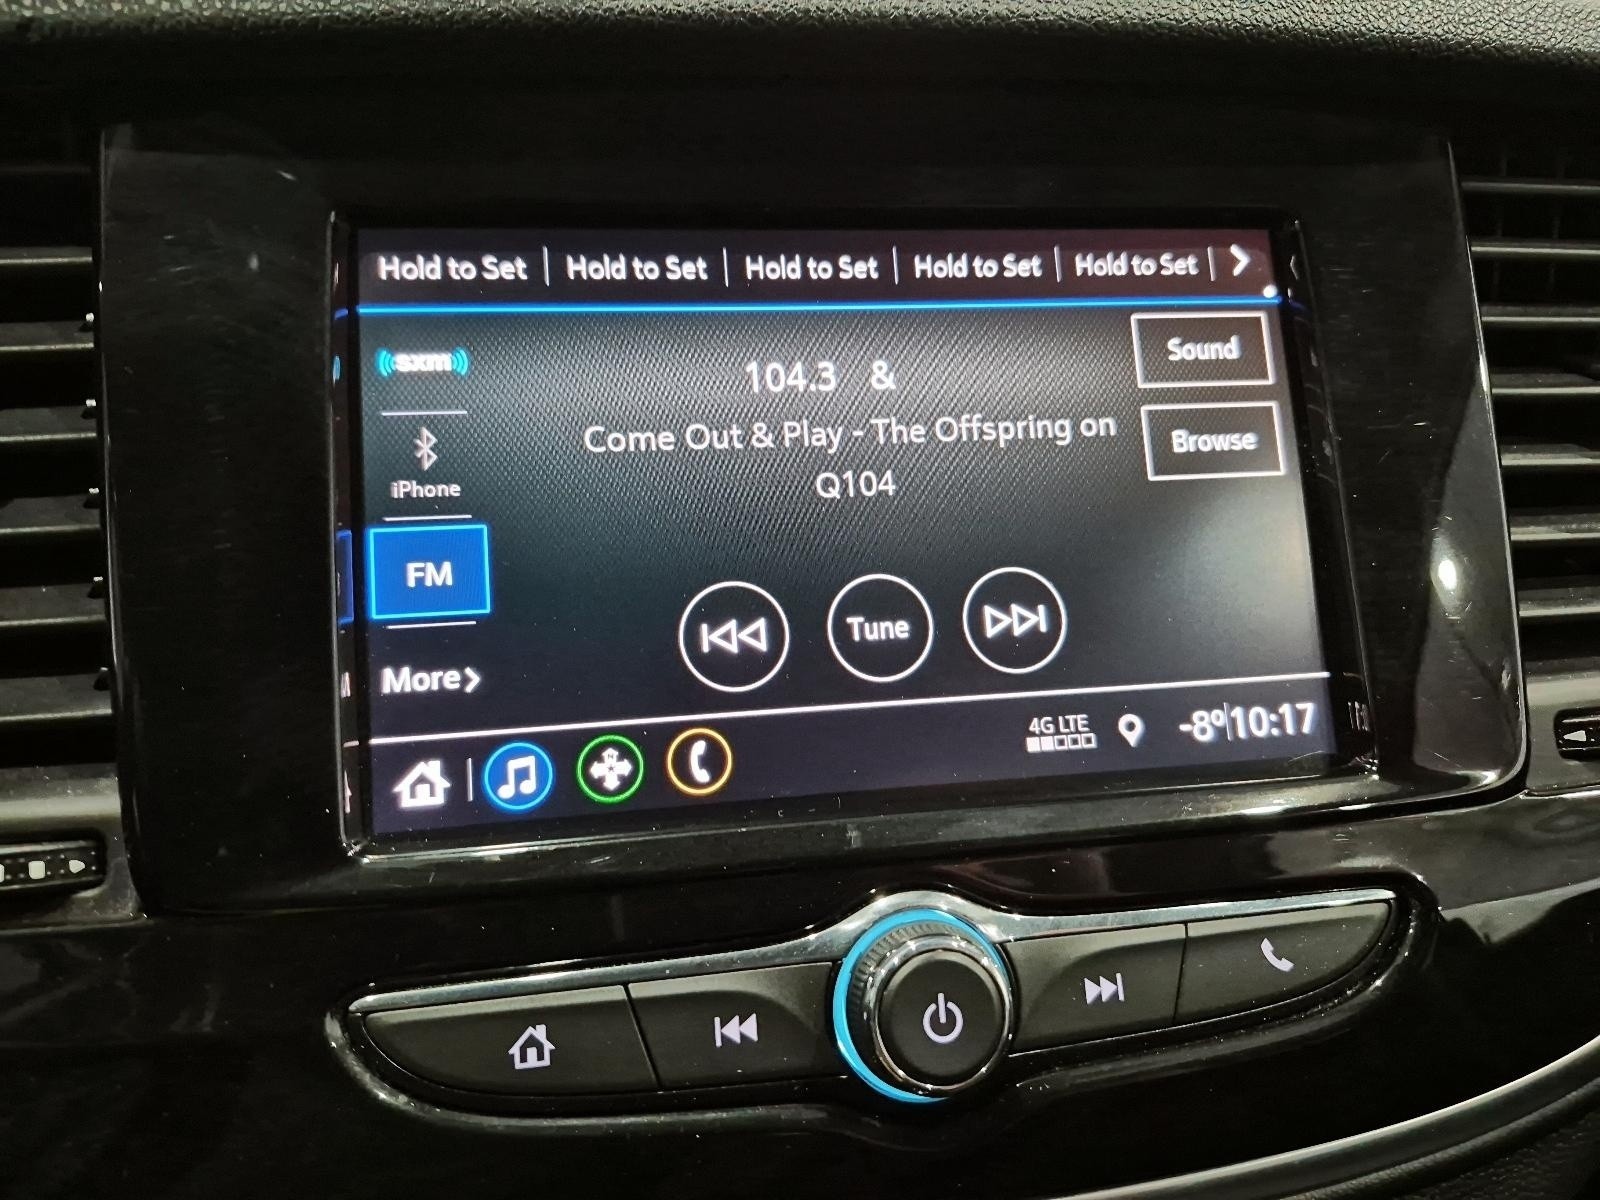 Hold to Set | Hold to Set | Hold to Set | Hold to Set | Hold to Set |
sxm
Sound
104.3 &
Come Out & Play - The Offspring on
Q104
Browse
iPhone
FM
Tune
More
4G LTE
-8° 10:17